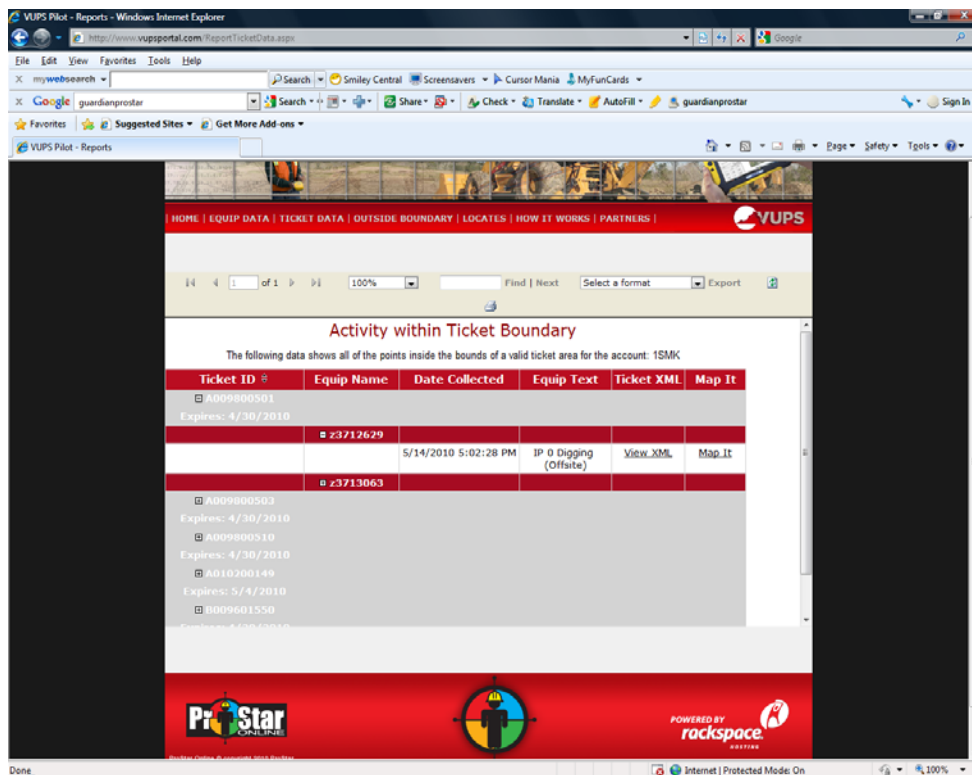 VUPS Pilot - Reports - Windows Internet Explorer
http://www.vupsportal.com/ReportTicketData.aspx
Google
File Edit View Favorites Tools Help
x mywebsearch Search Smiley Central Screensavers Cursor Mania MyFunCards
x Google guardianprostar Search Share Check Translate AutoFill guardianprostar Sign In
Favorites Suggested Sites Get More Add-ons
VUPS Pilot - Reports Page Safety Tools
| HOME | EQUIP DATA | TICKET DATA | OUTSIDE BOUNDARY | LOCATES | HOW IT WORKS | PARTNERS |
VUPS
1 of 1 100% Find | Next Select a format Export
Activity within Ticket Boundary
The following data shows all of the points inside the bounds of a valid ticket area for the account: 1SMK
Ticket ID Equip Name Date Collected Equip Text Ticket XML Map It
A009800501
Expires: 4/30/2010
z3712629
5/14/2010 5:02:28 PM IP 0 Digging (Offsite) View XML Map It
z3713063
A009800503
Expires: 4/30/2010
A009800510
Expires: 4/30/2010
A010200149
Expires: 5/4/2010
B009601550
ProStar
ONLINE
POWERED BY
rackspace.
HOSTING
Done Internet | Protected Mode: On 100%